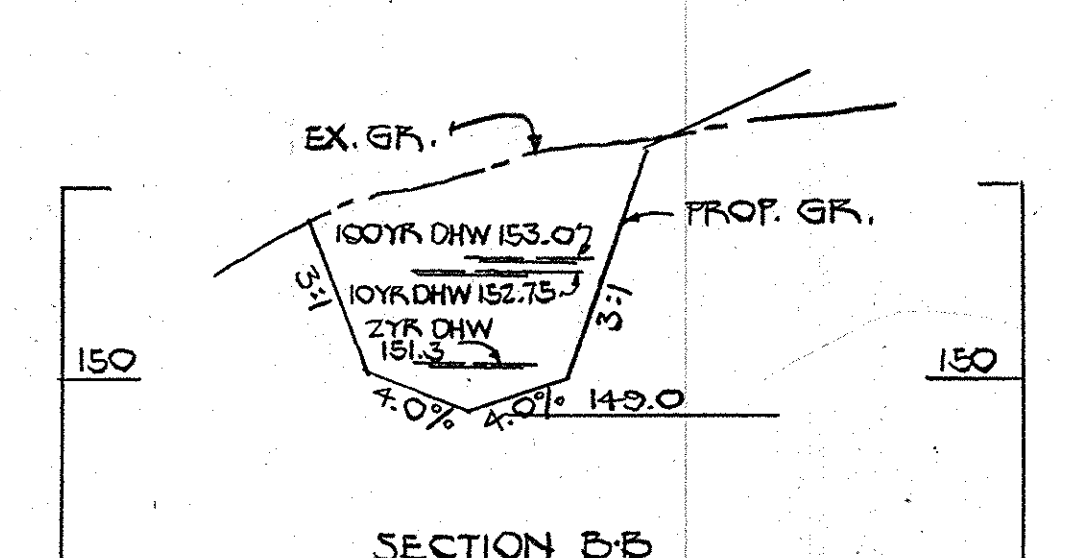 EX. GR.
PROP. GR.
100YR DHW 153.07
10YR DHW 152.75
2YR DHW
151.3
3:1
3:1
150
150
4.0%
4.0%
149.0
SECTION B-B